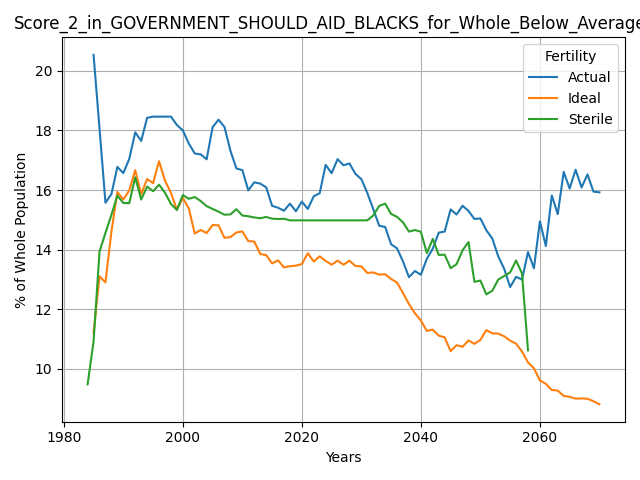 Score_2_in_GOVERNMENT_SHOULD_AID_BLACKS_for_Whole_Below_Average
Fertility
Actual
Ideal
Sterile
% of Whole Population
20
18
16
14
12
10
1980
2000
2020
2040
2060
Years